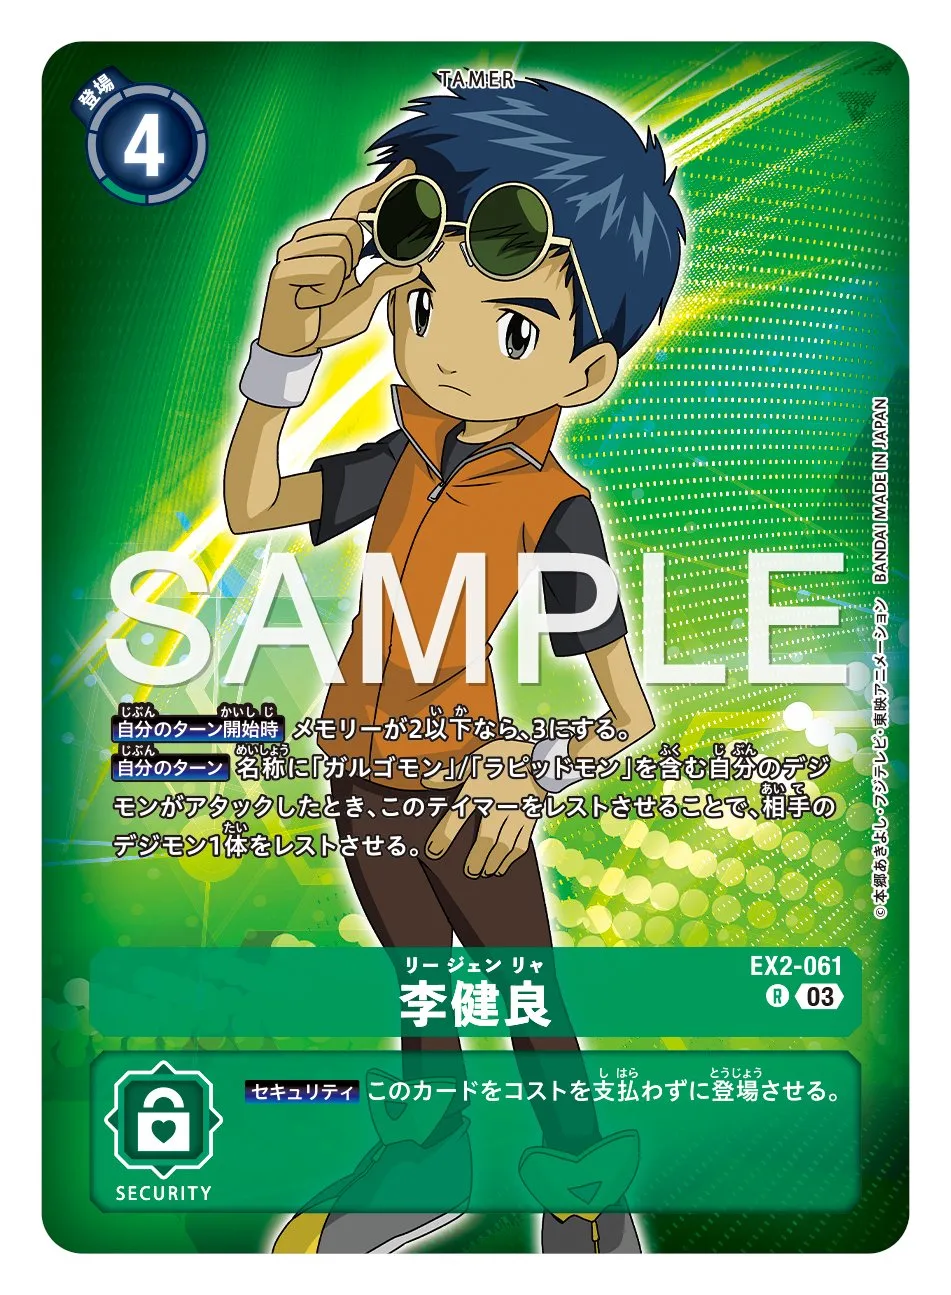 TAMER
登場
4
SAMPLE
自分のターン開始時 メモリーが2以下なら、3にする。
自分のターン 名称に「ガルゴモン」/「ラピッドモン」を含む自分のデジ
モンがアタックしたとき、このテイマーをレストさせることで、相手の
デジモン1体をレストさせる。
©本郷あきよし・フジテレビ・東映アニメーション BANDAI MADE IN JAPAN
リー ジェン リャ
李健良
EX2-061
R 03
セキュリティ このカードをコストを支払わずに登場させる。
SECURITY